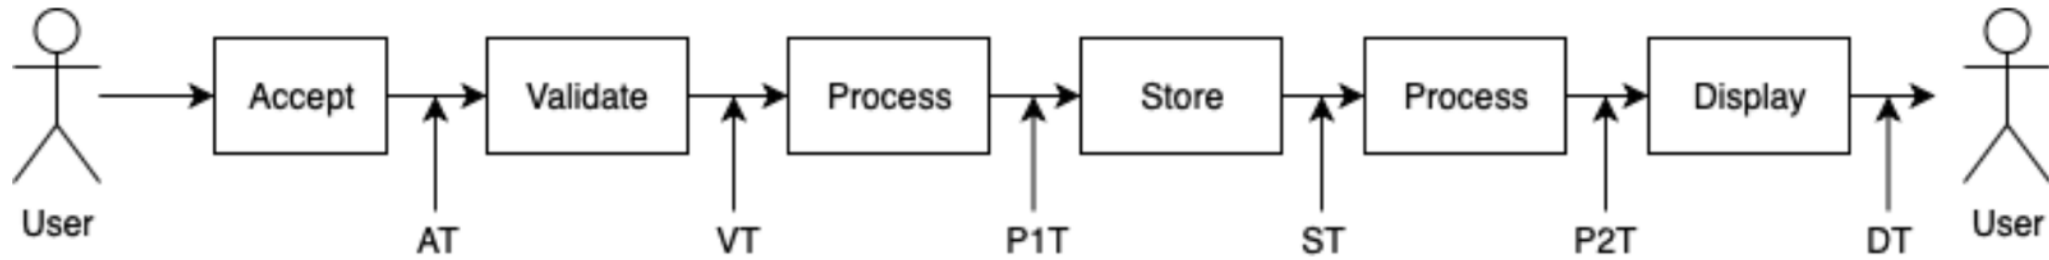 Accept
Validate
Process
Store
Process
Display
User
AT
VT
P1T
ST
P2T
DT
User